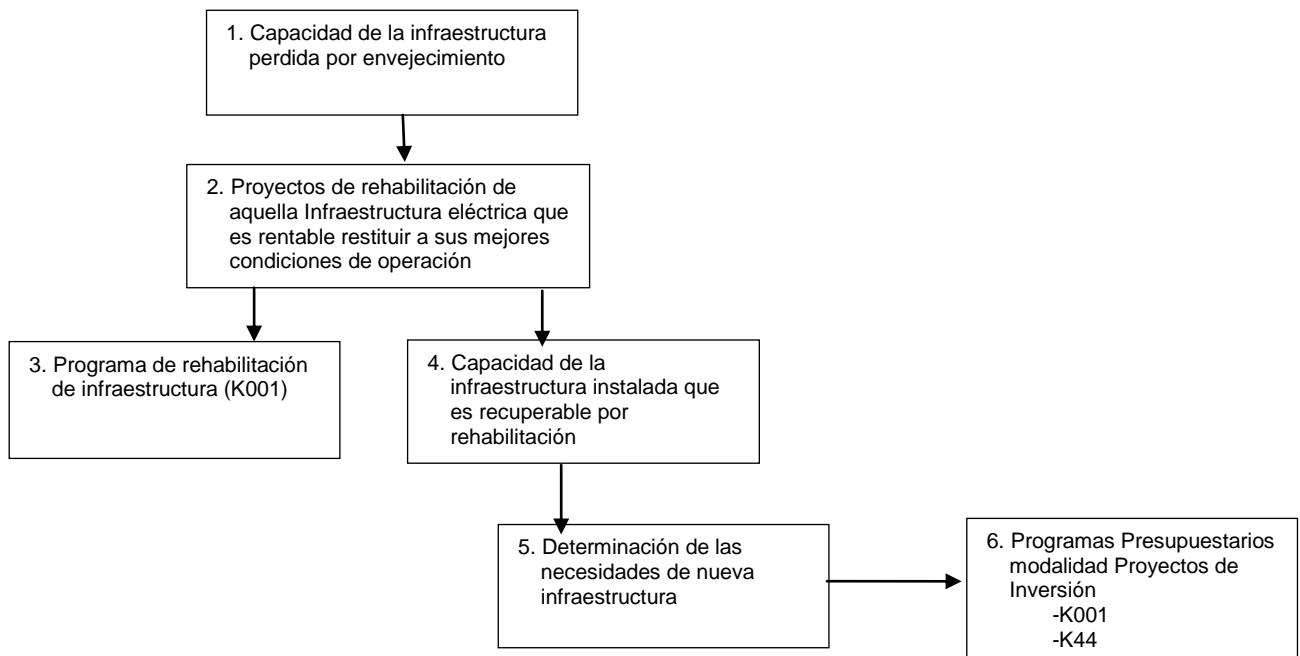 1. Capacidad de la infraestructura
perdida por envejecimiento
2. Proyectos de rehabilitación de
aquella Infraestructura eléctrica que
es rentable restituir a sus mejores
condiciones de operación
3. Programa de rehabilitación
de infraestructura (K001)
4. Capacidad de la
infraestructura instalada que
es recuperable por
rehabilitación
5. Determinación de las
necesidades de nueva
infraestructura
6. Programas Presupuestarios
modalidad Proyectos de
Inversión
-K001
-K44